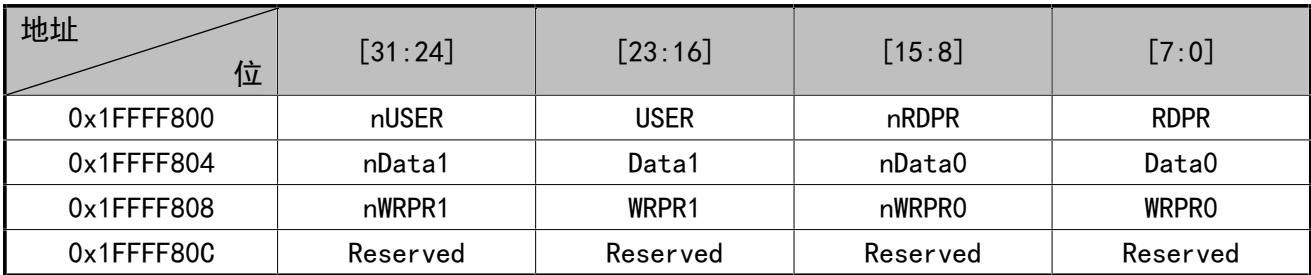 地址
位 [31:24] [23:16] [15:8] [7:0]
0x1FFFF800 nUSER USER nRDPR RDPR
0x1FFFF804 nData1 Data1 nData0 Data0
0x1FFFF808 nWRPR1 WRPR1 nWRPR0 WRPR0
0x1FFFF80C Reserved Reserved Reserved Reserved